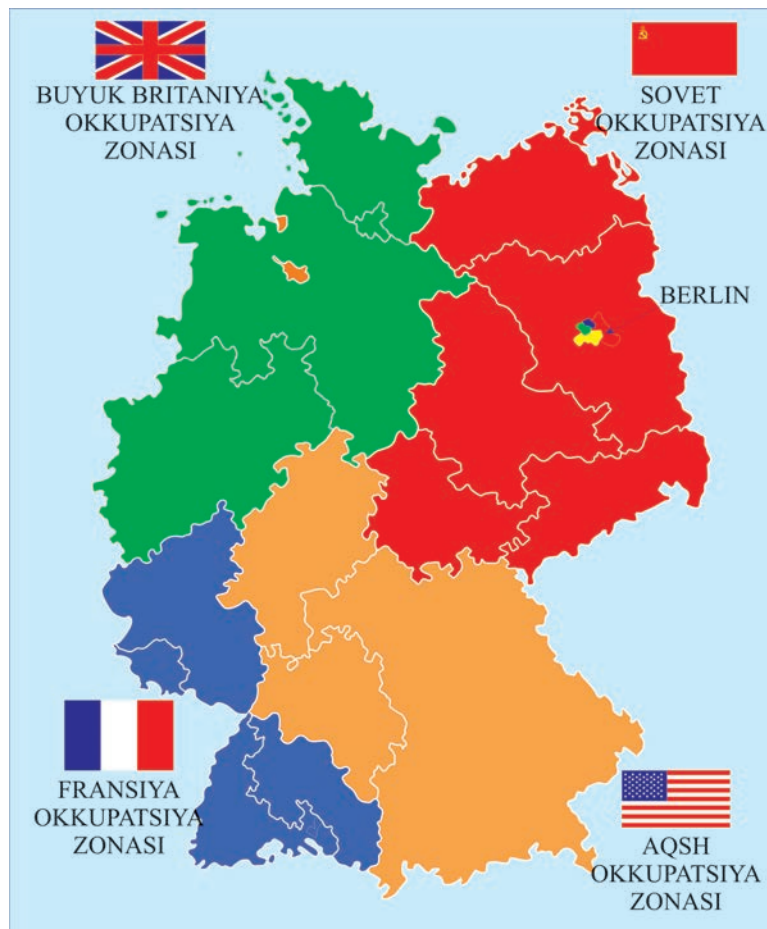 BUYUK BRITANIYA
OKKUPATSIYA
ZONASI
SOVET
OKKUPATSIYA
ZONASI
BERLIN
FRANSIYA
OKKUPATSIYA
ZONASI
AQSH
OKKUPATSIYA
ZONASI